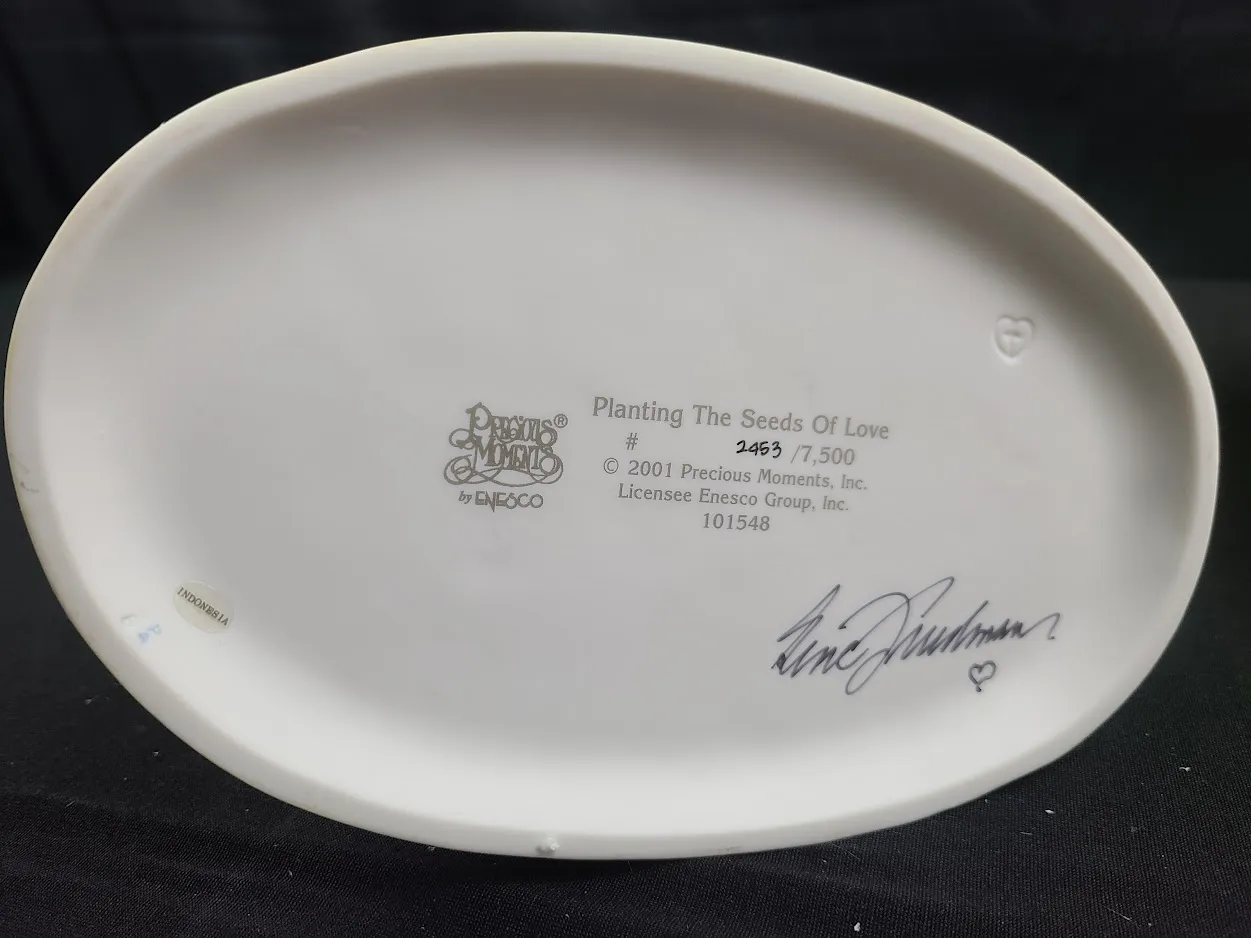 PRECIOUS MOMENTS®
by ENESCO
Planting The Seeds Of Love
# 2453 /7,500
© 2001 Precious Moments, Inc.
Licensee Enesco Group, Inc.
101548
INDONESIA